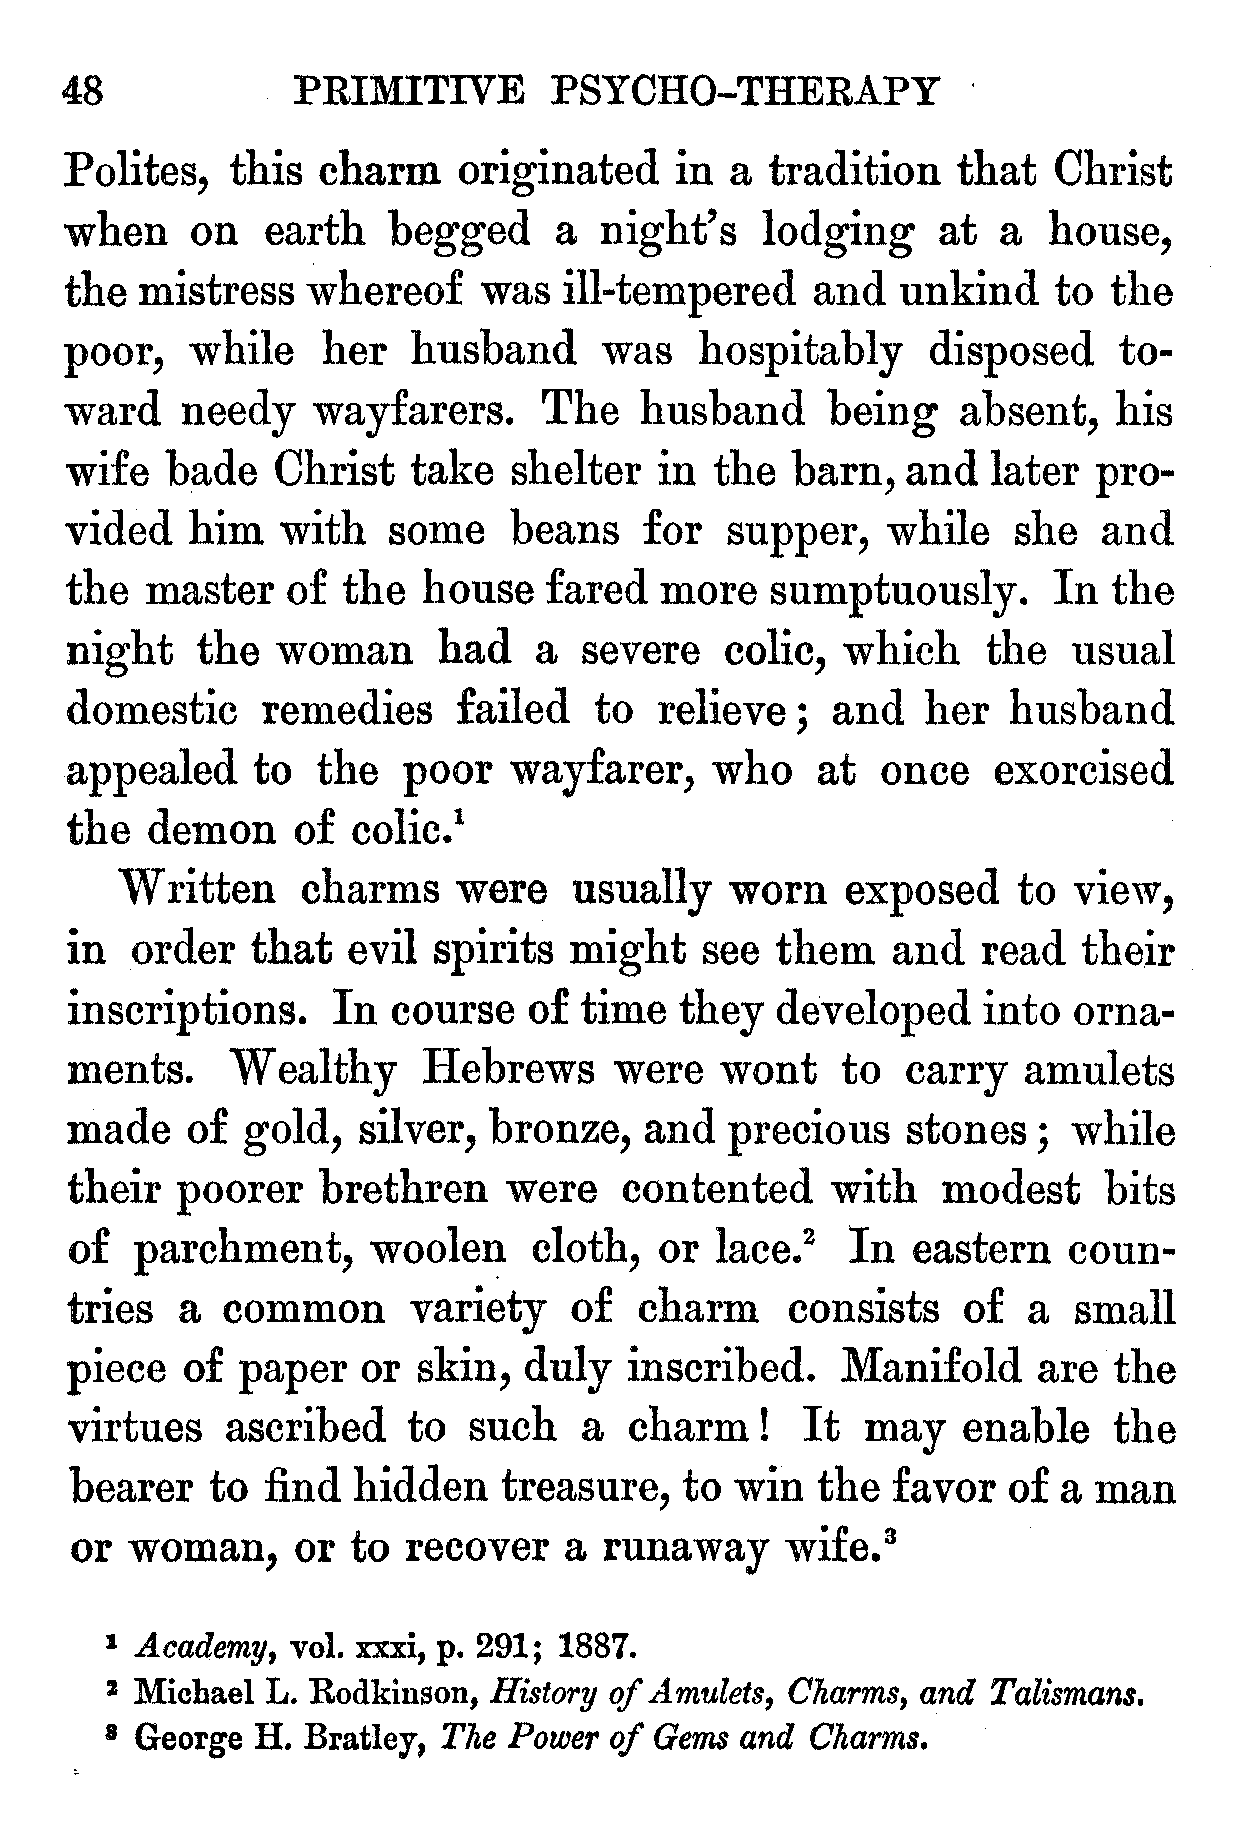 48 PRIMITIVE PSYCHO-THERAPY
Polites, this charm originated in a tradition that Christ
when on earth begged a night's lodging at a house,
the mistress whereof was ill-tempered and unkind to the
poor, while her husband was hospitably disposed to-
ward needy wayfarers. The husband being absent, his
wife bade Christ take shelter in the barn, and later pro-
vided him with some beans for supper, while she and
the master of the house fared more sumptuously. In the
night the woman had a severe colic, which the usual
domestic remedies failed to relieve; and her husband
appealed to the poor wayfarer, who at once exorcised
the demon of colic.¹
Written charms were usually worn exposed to view,
in order that evil spirits might see them and read their
inscriptions. In course of time they developed into orna-
ments. Wealthy Hebrews were wont to carry amulets
made of gold, silver, bronze, and precious stones; while
their poorer brethren were contented with modest bits
of parchment, woolen cloth, or lace.² In eastern coun-
tries a common variety of charm consists of a small
piece of paper or skin, duly inscribed. Manifold are the
virtues ascribed to such a charm! It may enable the
bearer to find hidden treasure, to win the favor of a man
or woman, or to recover a runaway wife.³
¹ Academy, vol. xxxi, p. 291; 1887.
² Michael L. Rodkinson, History of Amulets, Charms, and Talismans.
³ George H. Bratley, The Power of Gems and Charms.